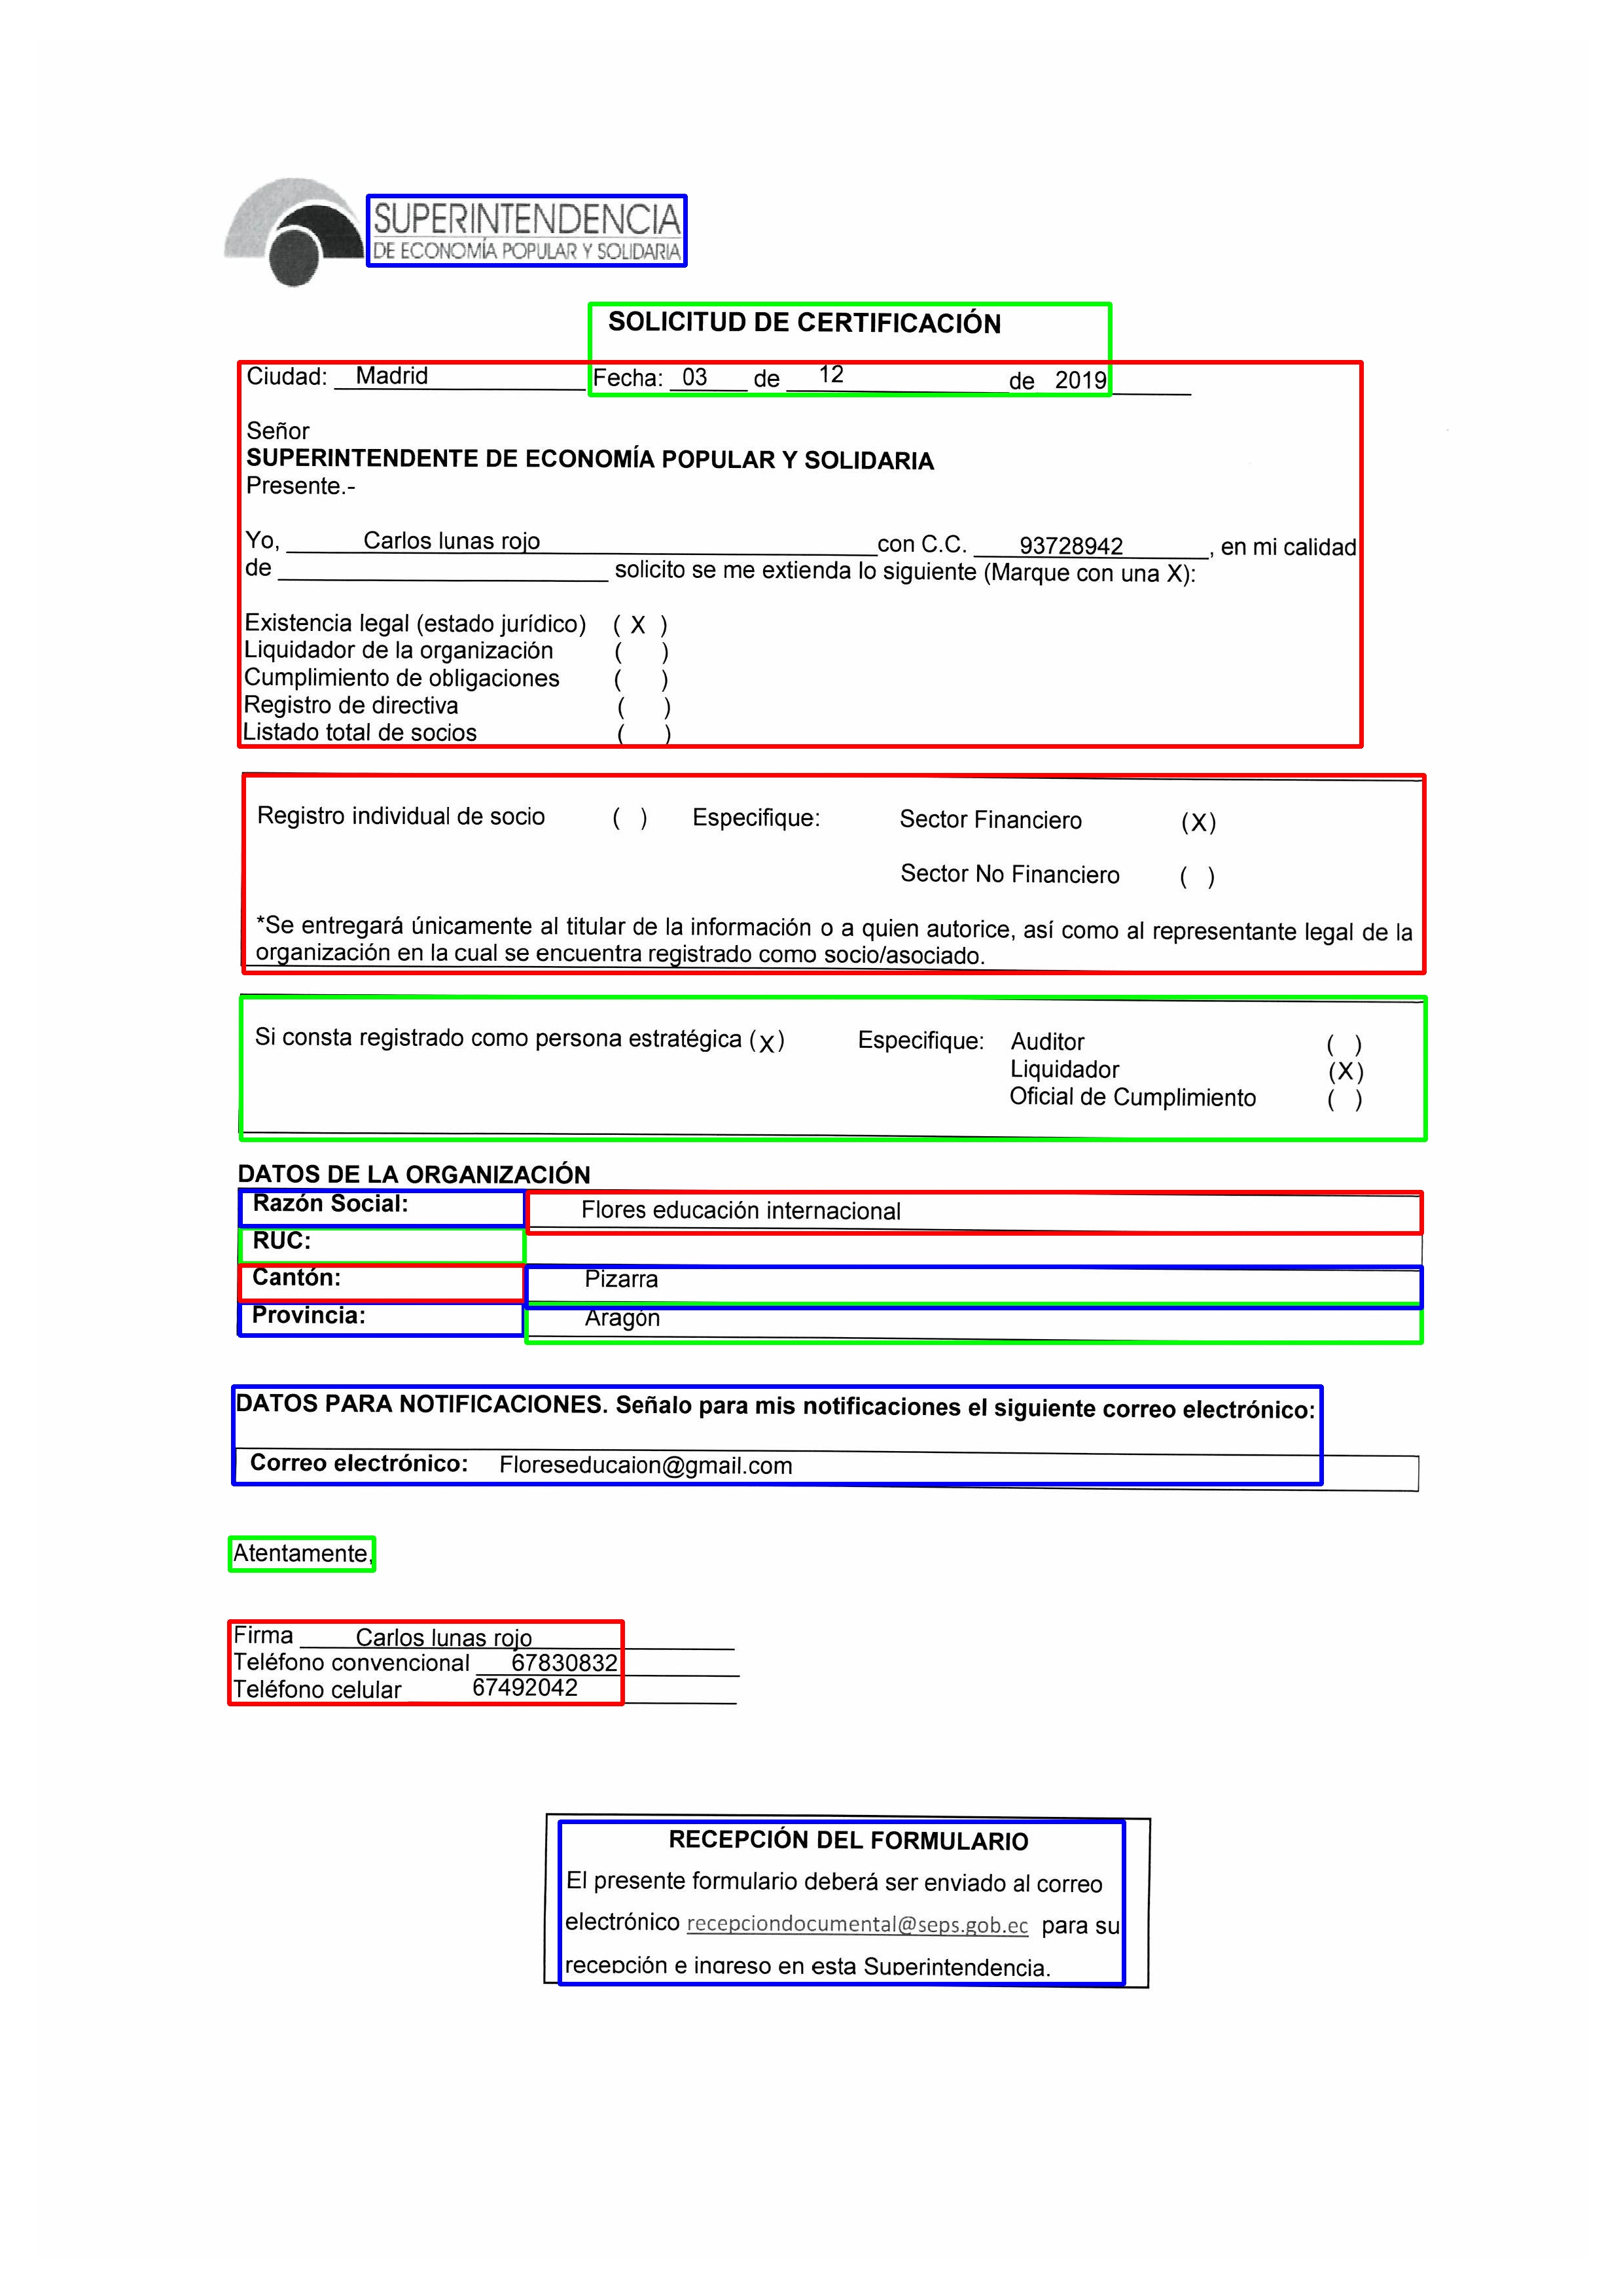 SUPERINTENDENCIA
DE ECONOMÍA POPULAR Y SOLIDARIA
SOLICITUD DE CERTIFICACIÓN
Ciudad: Madrid Fecha: 03 de 12 de 2019
Señor
SUPERINTENDENTE DE ECONOMÍA POPULAR Y SOLIDARIA
Presente.-
Yo, Carlos lunas rojo con C.C. 93728942, en mi calidad
de solicito se me extienda lo siguiente (Marque con una X):
Existencia legal (estado jurídico) ( X )
Liquidador de la organización ( )
Cumplimiento de obligaciones ( )
Registro de directiva ( )
Listado total de socios ( )
Registro individual de socio ( ) Especifique: Sector Financiero (X)
Sector No Financiero ( )
*Se entregará únicamente al titular de la información o a quien autorice, así como al representante legal de la
organización en la cual se encuentra registrado como socio/asociado.
Si consta registrado como persona estratégica (X) Especifique: Auditor ( )
Liquidador (X)
Oficial de Cumplimiento ( )
DATOS DE LA ORGANIZACIÓN
Razón Social: Flores educación internacional
RUC:
Cantón: Pizarra
Provincia: Aragón
DATOS PARA NOTIFICACIONES. Señalo para mis notificaciones el siguiente correo electrónico:
Correo electrónico: Floreseducaion@gmail.com
Atentamente,
Firma Carlos lunas rojo
Teléfono convencional 67830832
Teléfono celular 67492042
RECEPCIÓN DEL FORMULARIO
El presente formulario deberá ser enviado al correo
electrónico recepciondocumental@seps.gob.ec para su
recepción e ingreso en esta Superintendencia.